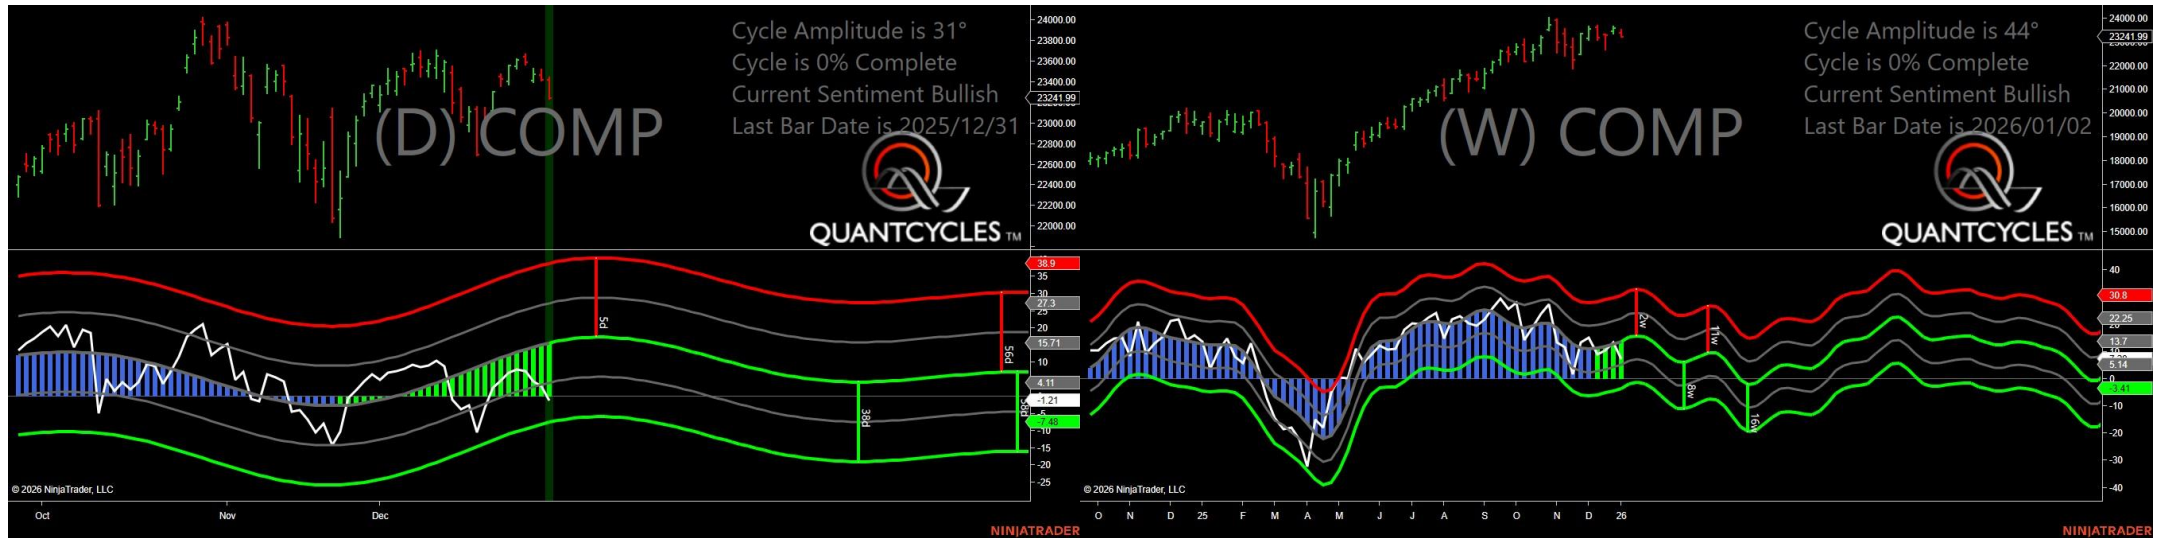 Cycle Amplitude is 31°
Cycle is 0% Complete
Current Sentiment Bullish
Last Bar Date is 2025/12/31
(D) COMP
QUANTCYCLES TM
24000.00
23800.00
23600.00
23400.00
23241.99
23000.00
22800.00
22600.00
22400.00
22200.00
22000.00
38.9
35
30
27.3
20
15.71
10
4.11
-1.21
-5
-7.48
-10
-15
-20
-25
5d
38d
56d
58d
© 2026 NinjaTrader, LLC
Oct
Nov
Dec
NINJATRADER
Cycle Amplitude is 44°
Cycle is 0% Complete
Current Sentiment Bullish
Last Bar Date is 2026/01/02
(W) COMP
QUANTCYCLES TM
24000.00
23241.99
22000.00
21000.00
20000.00
19000.00
18000.00
17000.00
16000.00
15000.00
40
30.8
22.25
20
13.7
5.14
0
-3.41
-10
-20
-30
-40
2w
11w
8w
16w
© 2026 NinjaTrader, LLC
O N D 25 F M A M J J A S O N D 26
NINJATRADER